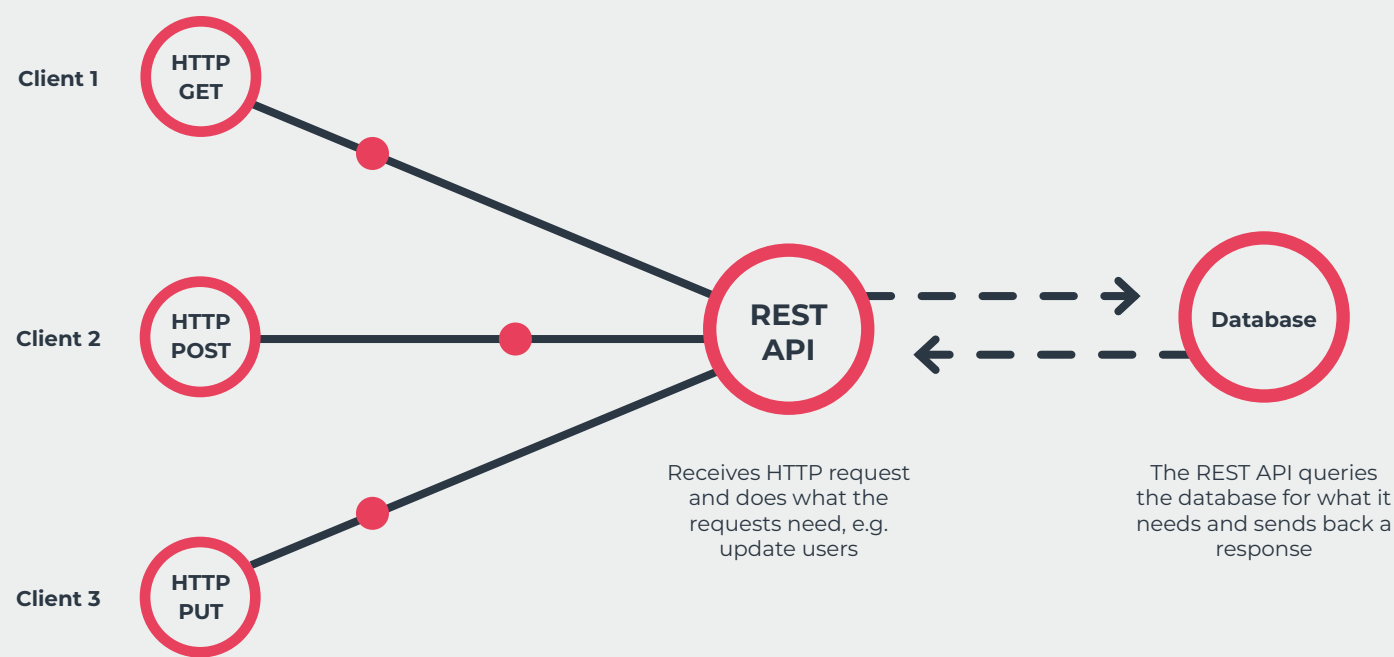 Client 1
HTTP
GET
Client 2
HTTP
POST
Client 3
HTTP
PUT
REST
API
Receives HTTP request
and does what the
requests need, e.g.
update users
Database
The REST API queries
the database for what it
needs and sends back a
response